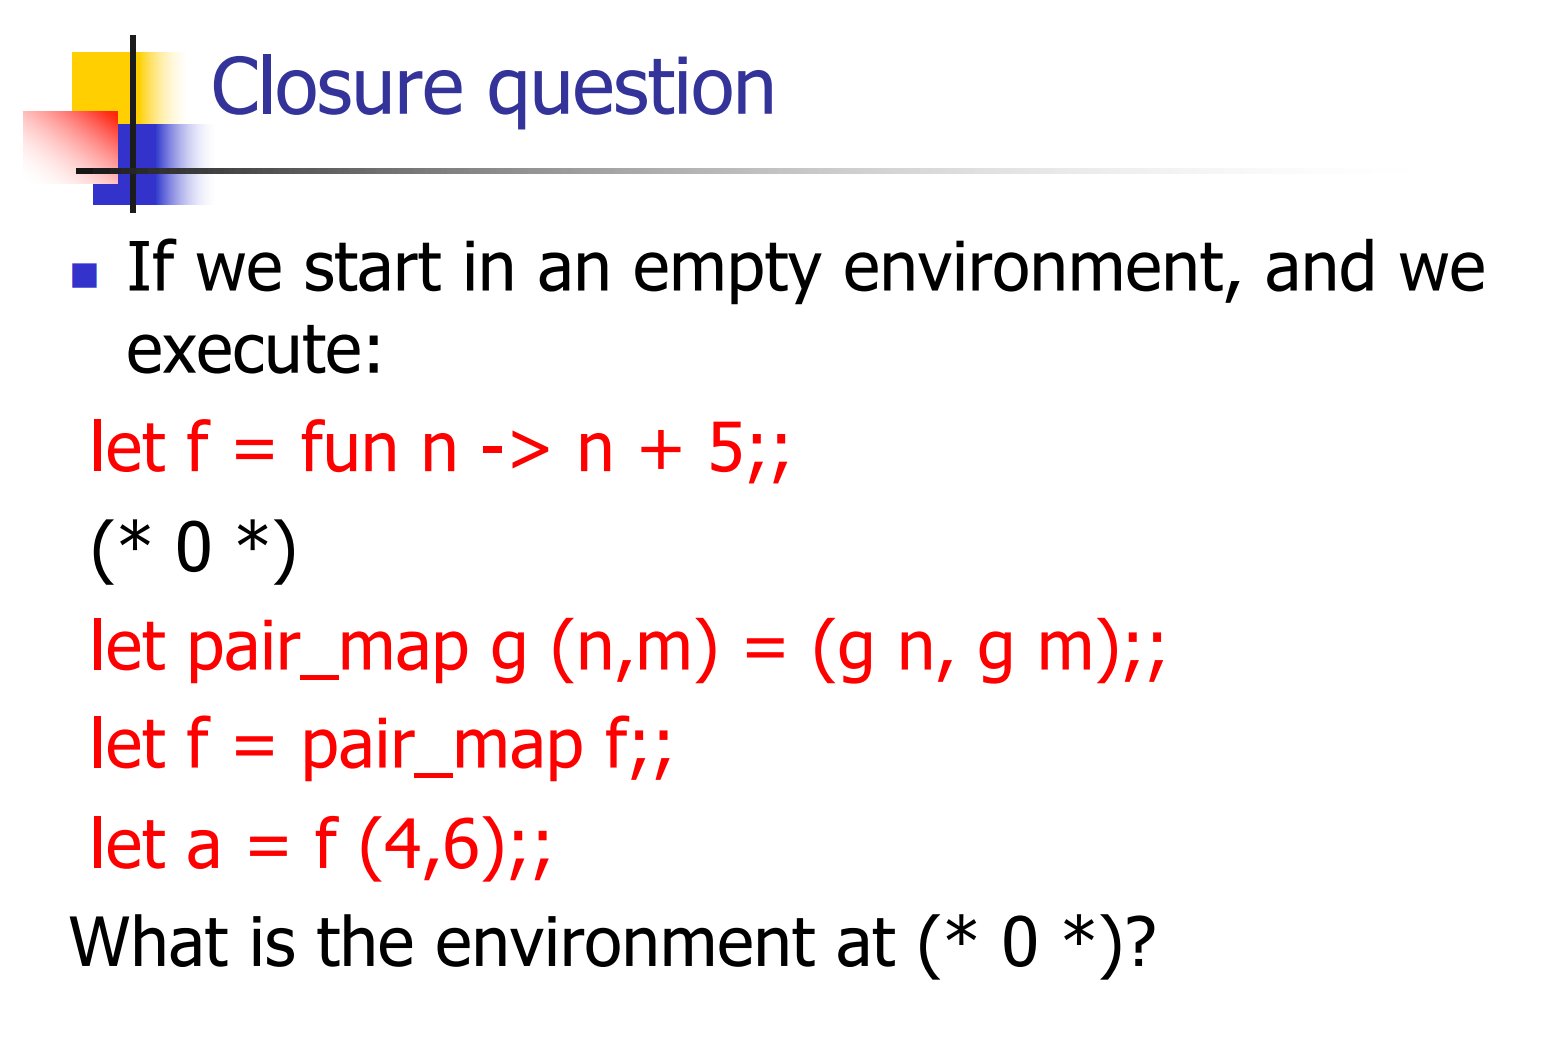 Closure question
If we start in an empty environment, and we
execute:
let f = fun n -> n + 5;;
(* 0 *)
let pair_map g (n,m) = (g n, g m);;
let f = pair_map f;;
let a = f (4,6);;
What is the environment at (* 0 *)?